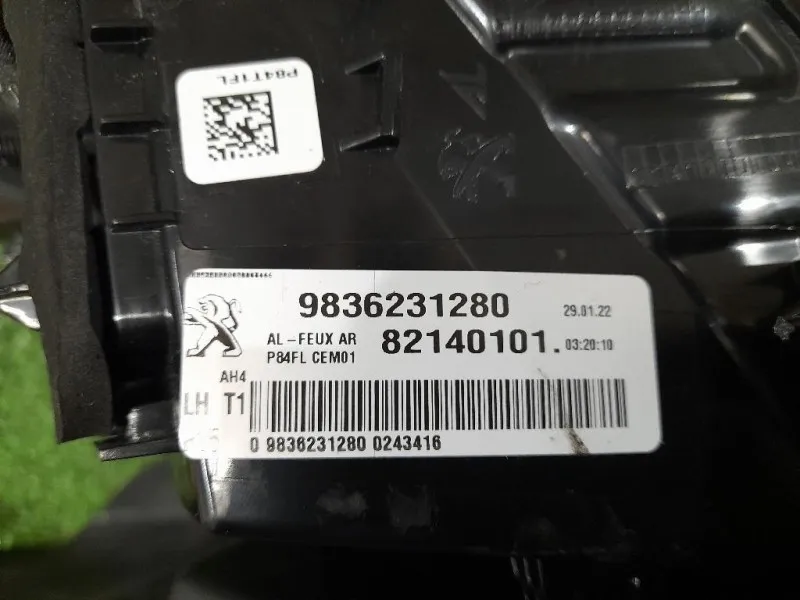 P84T1FL
9836231280 29.01.22
AL-FEUX AR 82140101. 03:20:10
P84FL CEM01
AH4
LH T1
0 9836231280 0243416